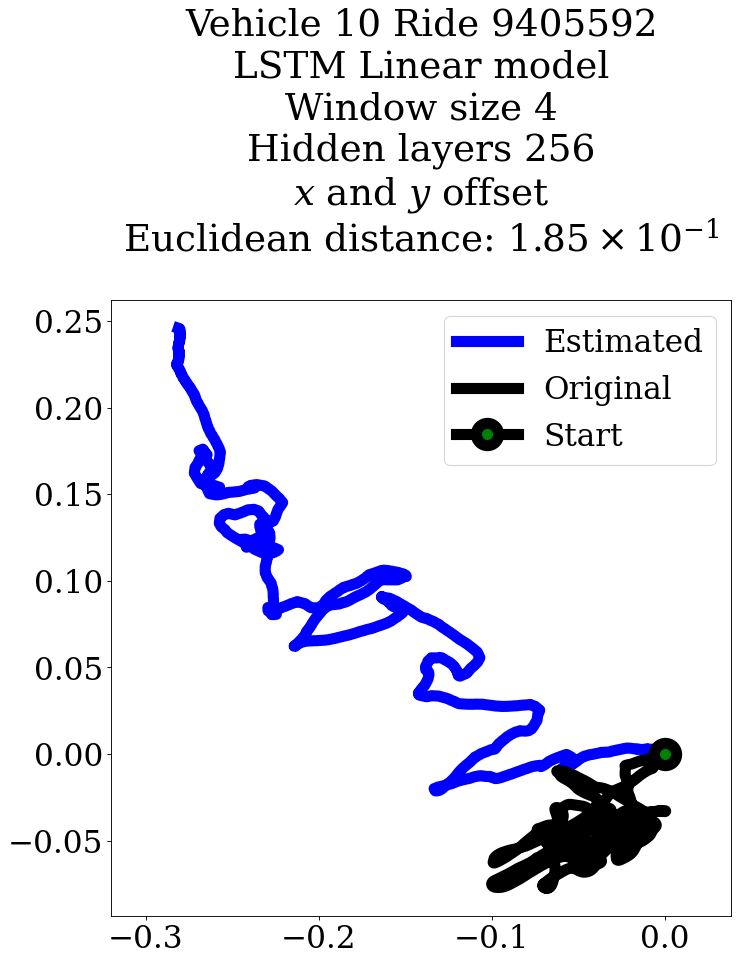 Vehicle 10 Ride 9405592
LSTM Linear model
Window size 4
Hidden layers 256
x and y offset
Euclidean distance: 1.85 × 10⁻¹
Estimated
Original
Start
0.25
0.20
0.15
0.10
0.05
0.00
−0.05
−0.3 −0.2 −0.1 0.0